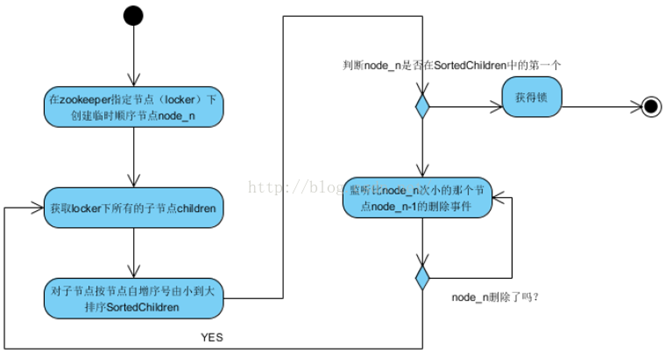 在zookeeper指定节点（locker）下
创建临时顺序节点node_n
获取locker下所有的子节点children
对子节点按节点自增序号由小到大
排序SortedChildren
判断node_n是否在SortedChildren中的第一个
获得锁
http://blog
监听比node_n次小的那个节
点node_n-1的删除事件
node_n删除了吗?
YES